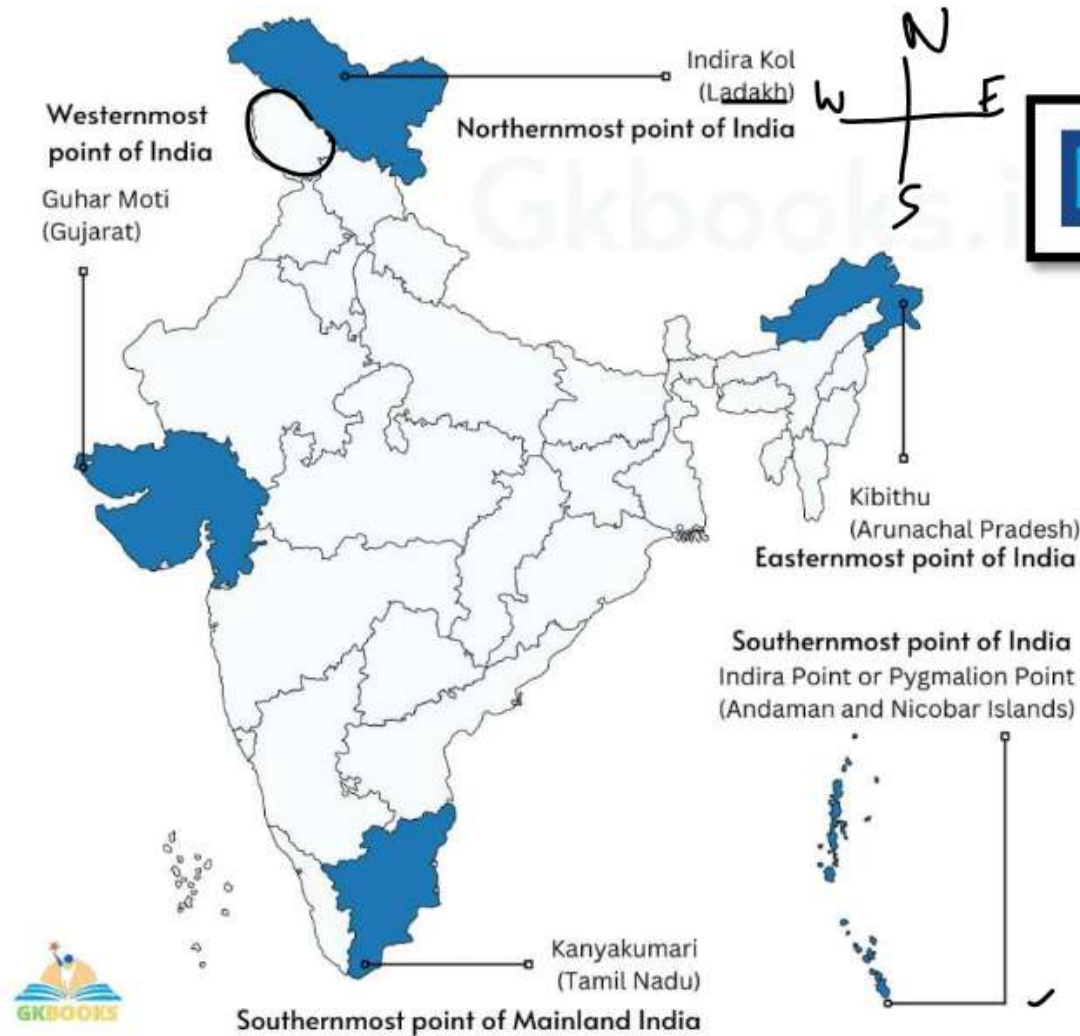 N
W E
S
Indira Kol
(Ladakh)
Northernmost point of India
Westernmost
point of India
Guhar Moti
(Gujarat)
Gkbooks.i
Kibithu
(Arunachal Pradesh)
Easternmost point of India
Southernmost point of India
Indira Point or Pygmalion Point
(Andaman and Nicobar Islands)
Kanyakumari
(Tamil Nadu)
Southernmost point of Mainland India
GKBOOKS